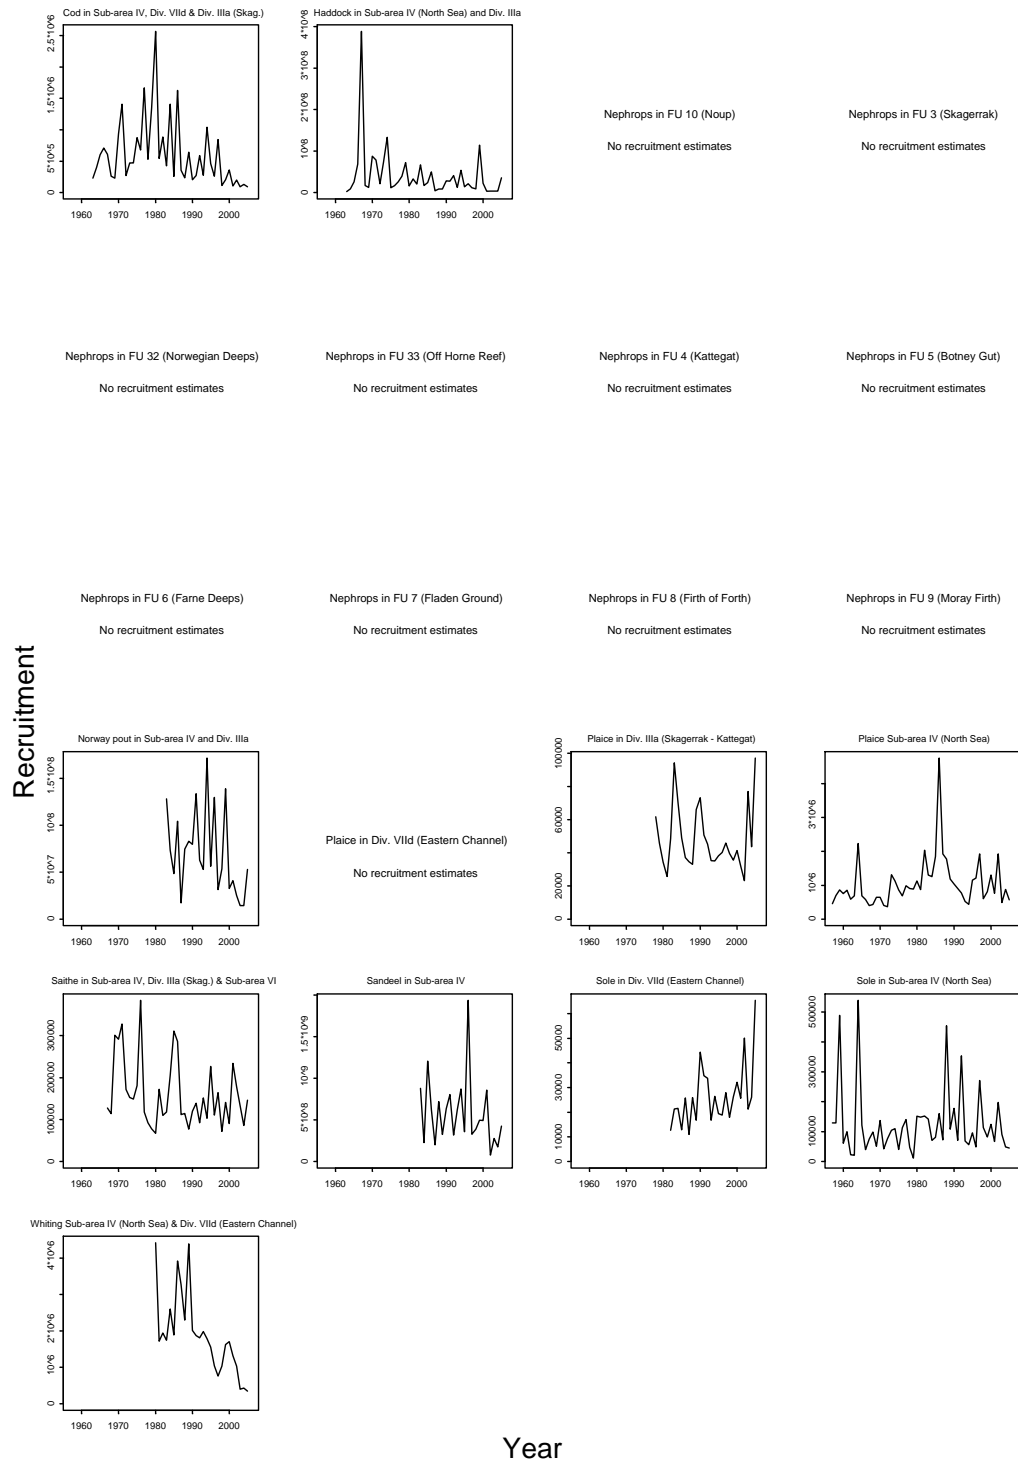 Cod in Sub-area IV, Div. VIId & Div. IIIa (Skag.)
2.5*10^6
1.5*10^6
5*10^5
0
1960 1970 1980 1990 2000
Haddock in Sub-area IV (North Sea) and Div. IIIa
4*10^8
3*10^8
2*10^8
10^8
0
1960 1970 1980 1990 2000
Nephrops in FU 10 (Noup)
No recruitment estimates
Nephrops in FU 3 (Skagerrak)
No recruitment estimates
Nephrops in FU 32 (Norwegian Deeps)
No recruitment estimates
Nephrops in FU 33 (Off Horne Reef)
No recruitment estimates
Nephrops in FU 4 (Kattegat)
No recruitment estimates
Nephrops in FU 5 (Botney Gut)
No recruitment estimates
Nephrops in FU 6 (Farne Deeps)
No recruitment estimates
Nephrops in FU 7 (Fladen Ground)
No recruitment estimates
Nephrops in FU 8 (Firth of Forth)
No recruitment estimates
Nephrops in FU 9 (Moray Firth)
No recruitment estimates
Recruitment
Norway pout in Sub-area IV and Div. IIIa
1.5*10^8
10^8
5*10^7
0
1960 1970 1980 1990 2000
Plaice in Div. VIId (Eastern Channel)
No recruitment estimates
Plaice in Div. IIIa (Skagerrak - Kattegat)
100000
60000
20000
0
1960 1970 1980 1990 2000
Plaice Sub-area IV (North Sea)
3*10^6
10^6
0
1960 1970 1980 1990 2000
Saithe in Sub-area IV, Div. IIIa (Skag.) & Sub-area VI
300000
200000
100000
0
1960 1970 1980 1990 2000
Sandeel in Sub-area IV
1.5*10^9
10^9
5*10^8
0
1960 1970 1980 1990 2000
Sole in Div. VIId (Eastern Channel)
50000
30000
10000
0
1960 1970 1980 1990 2000
Sole in Sub-area IV (North Sea)
500000
300000
100000
0
1960 1970 1980 1990 2000
Whiting Sub-area IV (North Sea) & Div. VIId (Eastern Channel)
4*10^6
2*10^6
10^6
0
1960 1970 1980 1990 2000
Year